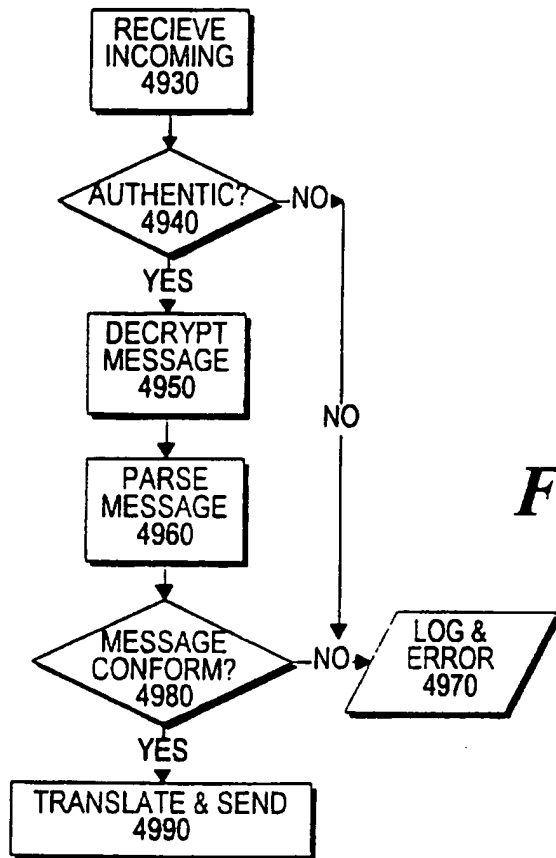 RECIEVE
INCOMING
4930
AUTHENTIC?
4940
NO
YES
DECRYPT
MESSAGE
4950
NO
PARSE
MESSAGE
4960
F
MESSAGE
CONFORM?
4980
NO
LOG &
ERROR
4970
YES
TRANSLATE & SEND
4990